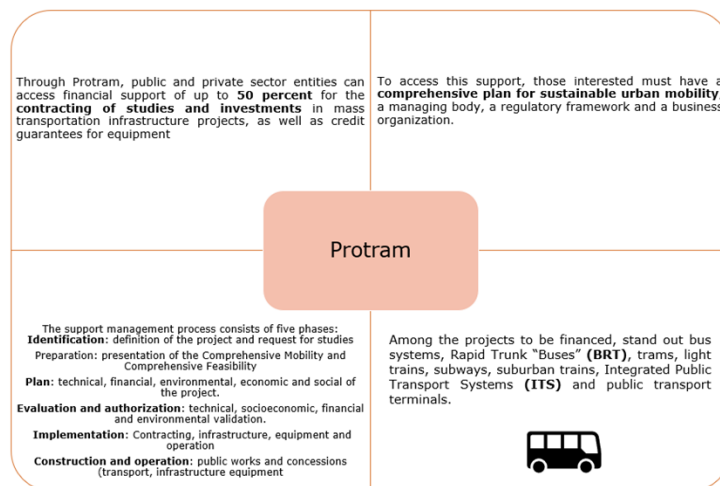 Through Protram, public and private sector entities can
access financial support of up to 50 percent for the
contracting of studies and investments in mass
transportation infrastructure projects, as well as credit
guarantees for equipment
To access this support, those interested must have a
comprehensive plan for sustainable urban mobility,
a managing body, a regulatory framework and a business
organization.
Protram
The support management process consists of five phases:
Identification: definition of the project and request for studies
Preparation: presentation of the Comprehensive Mobility and
Comprehensive Feasibility
Plan: technical, financial, environmental, economic and social of
the project.
Evaluation and authorization: technical, socioeconomic, financial
and environmental validation.
Implementation: Contracting, infrastructure, equipment and
operation
Construction and operation: public works and concessions
(transport, infrastructure equipment
Among the projects to be financed, stand out bus
systems, Rapid Trunk “Buses” (BRT), trams, light
trains, subways, suburban trains, Integrated Public
Transport Systems (ITS) and public transport
terminals.